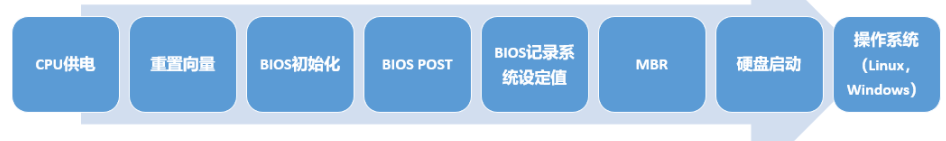 CPU供电
重置向量
BIOS初始化
BIOS POST
BIOS记录系
统设定值
MBR
硬盘启动
操作系统
（Linux,
Windows）